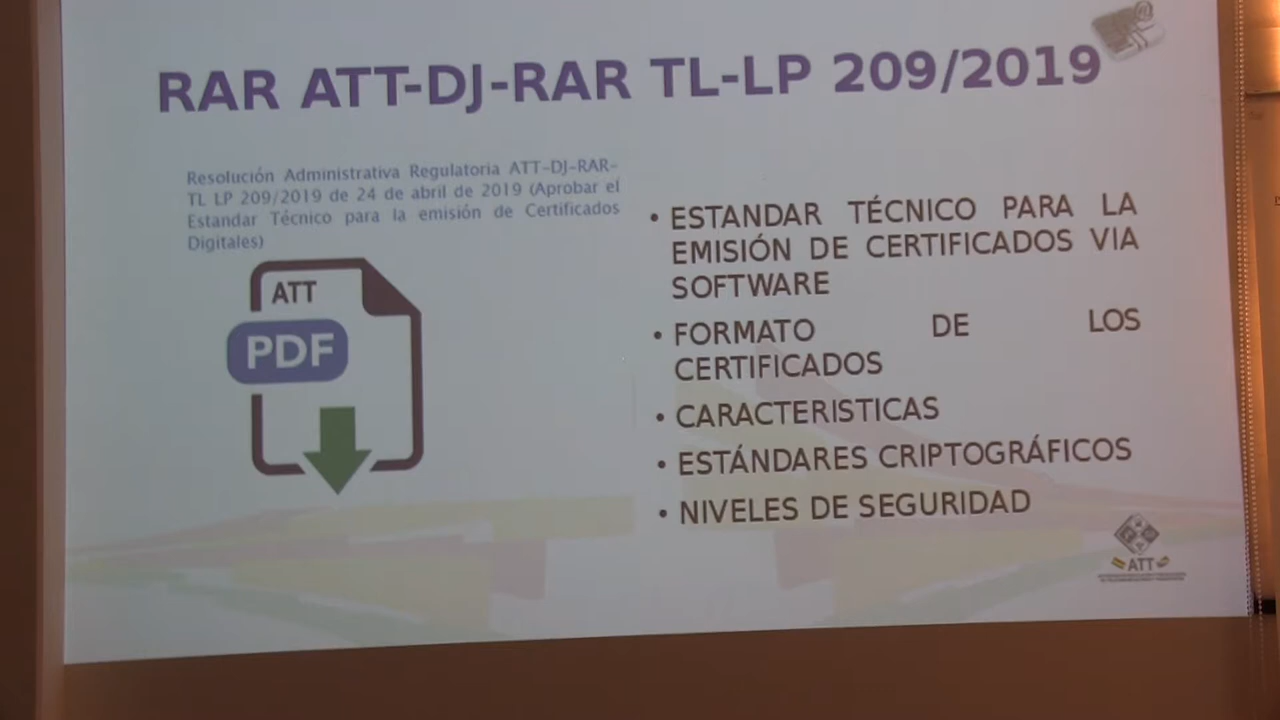 RAR ATT-DJ-RAR TL-LP 209/2019
Resolución Administrativa Regulatoria ATT-DJ-RAR-
TL LP 209/2019 de 24 de abril de 2019 (Aprobar el
Estandar Técnico para la emisión de Certificados
Digitales)
ATT
PDF
• ESTANDAR TÉCNICO PARA LA
EMISIÓN DE CERTIFICADOS VIA
SOFTWARE
• FORMATO DE LOS
CERTIFICADOS
• CARACTERISTICAS
• ESTÁNDARES CRIPTOGRÁFICOS
• NIVELES DE SEGURIDAD
ATT